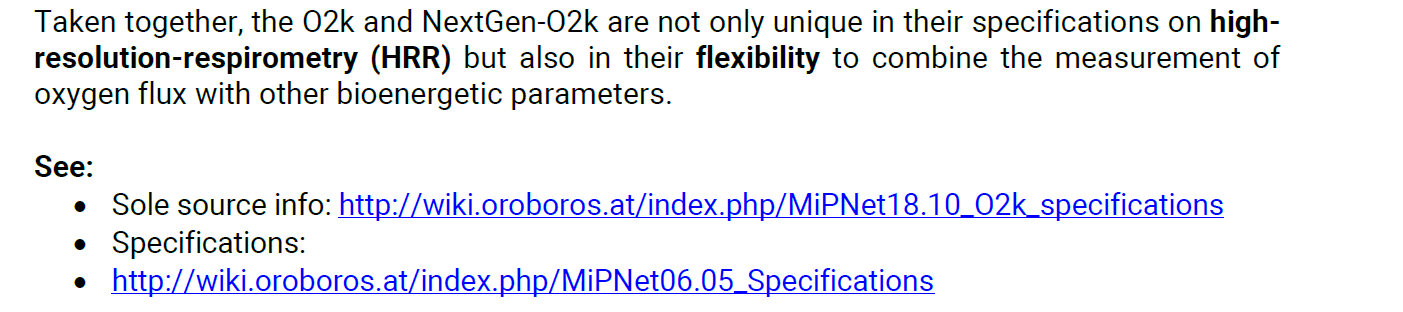 Taken together, the O2k and NextGen-O2k are not only unique in their specifications on high-
resolution-respirometry (HRR) but also in their flexibility to combine the measurement of
oxygen flux with other bioenergetic parameters.
See:
• Sole source info: http://wiki.oroboros.at/index.php/MiPNet18.10_O2k_specifications
• Specifications:
• http://wiki.oroboros.at/index.php/MiPNet06.05_Specifications